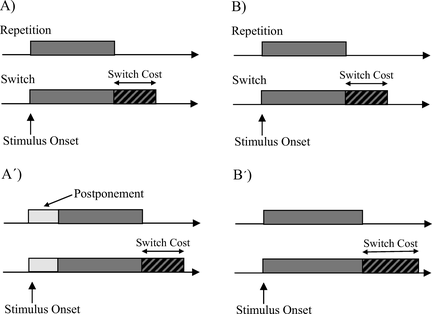 A)
Repetition
Switch
Switch Cost
Stimulus Onset
B)
Repetition
Switch
Switch Cost
Stimulus Onset
A´)
Postponement
Switch Cost
Stimulus Onset
B´)
Switch Cost
Stimulus Onset